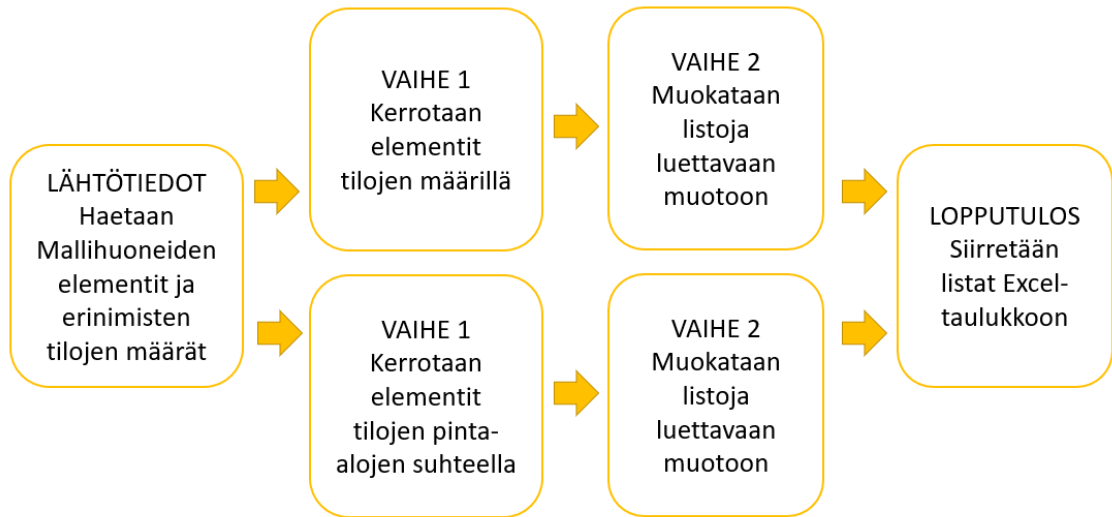 LÄHTÖTIEDOT
Haetaan
Mallihuoneiden
elementit ja
erinimisten
tilojen määrät
VAIHE 1
Kerrotaan
elementit
tilojen määrillä
VAIHE 2
Muokataan
listoja
luettavaan
muotoon
VAIHE 1
Kerrotaan
elementit
tilojen pinta-
alojen suhteella
VAIHE 2
Muokataan
listoja
luettavaan
muotoon
LOPPUTULOS
Siirretään
listat Excel-
taulukkoon